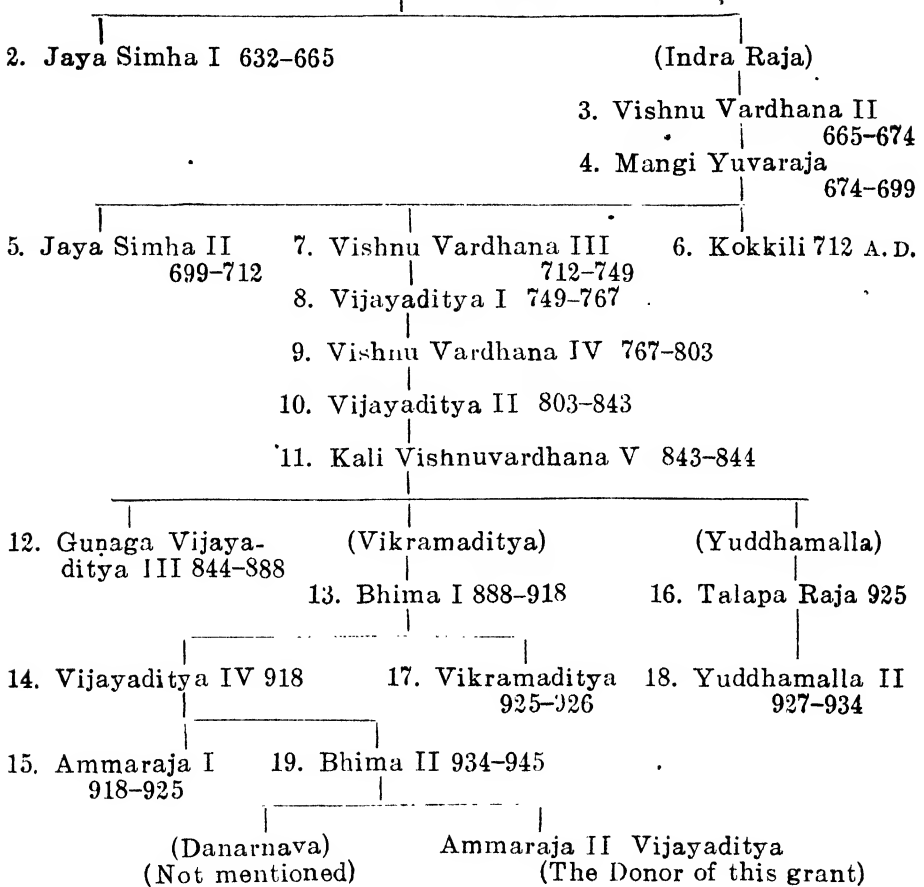 2. Jaya Simha I 632-665 (Indra Raja)
3. Vishnu Vardhana II
665-674
4. Mangi Yuvaraja
674-699
5. Jaya Simha II 7. Vishnu Vardhana III 6. Kokkili 712 A. D.
699-712 712-749
8. Vijayaditya I 749-767
9. Vishnu Vardhana IV 767-803
10. Vijayaditya II 803-843
11. Kali Vishnuvardhana V 843-844
12. Guṇaga Vijaya- (Vikramaditya) (Yuddhamalla)
ditya III 844-888
13. Bhima I 888-918 16. Talapa Raja 925
14. Vijayaditya IV 918 17. Vikramaditya 18. Yuddhamalla II
925-926 927-934
15. Ammaraja I 19. Bhima II 934-945
918-925
(Danarnava) Ammaraja II Vijayaditya
(Not mentioned) (The Donor of this grant)